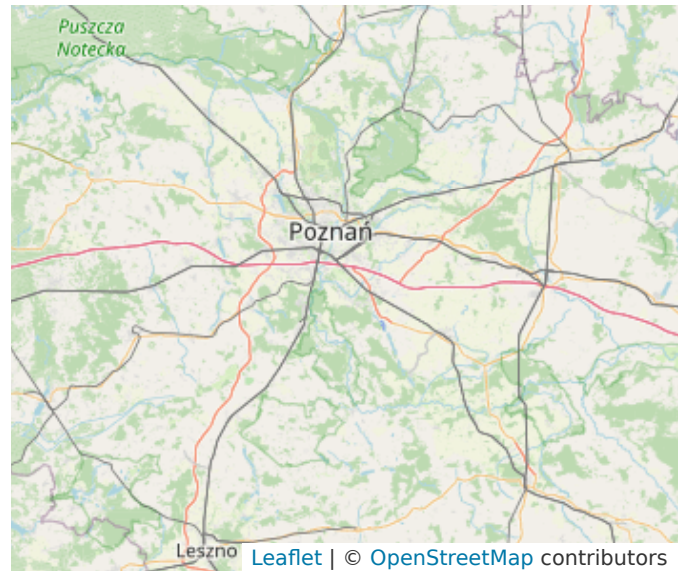 Puszcza
Notecka
Poznań
Leszno
Leaflet | © OpenStreetMap contributors